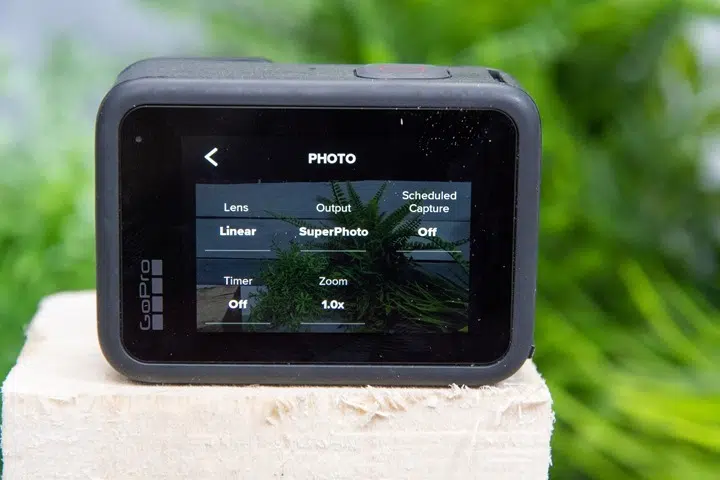 PHOTO
Lens
Linear
Output
SuperPhoto
Scheduled
Capture
Off
Timer
Off
Zoom
1.0x
GoPro